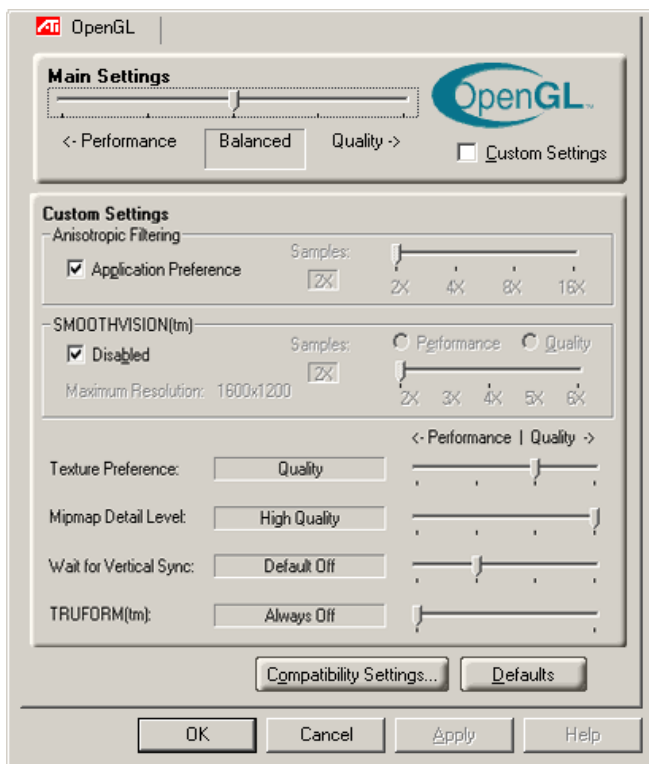 ATI OpenGL
Main Settings
OpenGL™
<- Performance Balanced Quality ->
Custom Settings
Custom Settings
Anisotropic Filtering
Application Preference
Samples:
2X
2X 4X 8X 16X
SMOOTHVISION(tm)
Disabled
Samples:
2X
Performance Quality
Maximum Resolution: 1600x1200
2X 3X 4X 5X 6X
<- Performance | Quality ->
Texture Preference: Quality
Mipmap Detail Level: High Quality
Wait for Vertical Sync: Default Off
TRUFORM(tm): Always Off
Compatibility Settings... Defaults
OK Cancel Apply Help